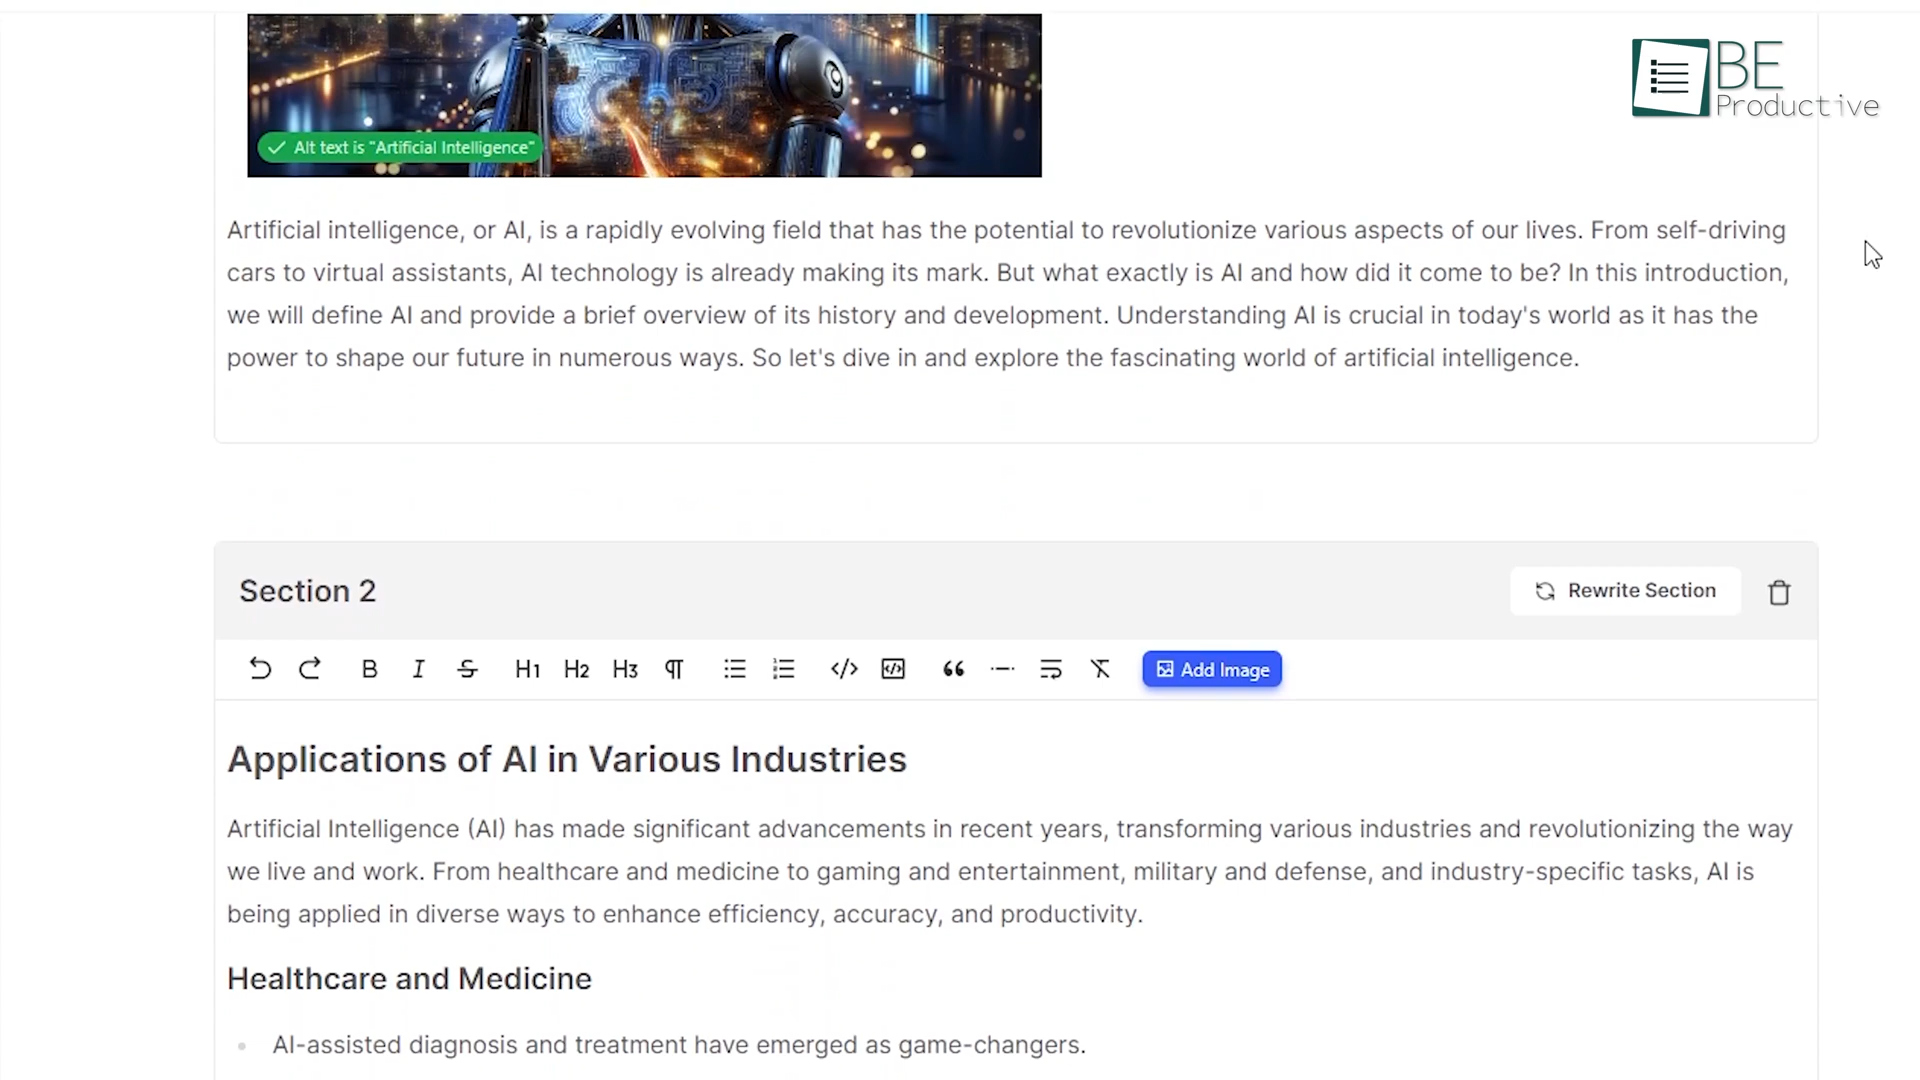 BE
Productive
Alt text is "Artificial Intelligence"
Artificial intelligence, or AI, is a rapidly evolving field that has the potential to revolutionize various aspects of our lives. From self-driving
cars to virtual assistants, AI technology is already making its mark. But what exactly is AI and how did it come to be? In this introduction,
we will define AI and provide a brief overview of its history and development. Understanding AI is crucial in today's world as it has the
power to shape our future in numerous ways. So let's dive in and explore the fascinating world of artificial intelligence.
Section 2
Rewrite Section
B I S H1 H2 H3 Add Image
Applications of AI in Various Industries
Artificial Intelligence (AI) has made significant advancements in recent years, transforming various industries and revolutionizing the way
we live and work. From healthcare and medicine to gaming and entertainment, military and defense, and industry-specific tasks, AI is
being applied in diverse ways to enhance efficiency, accuracy, and productivity.
Healthcare and Medicine
AI-assisted diagnosis and treatment have emerged as game-changers.